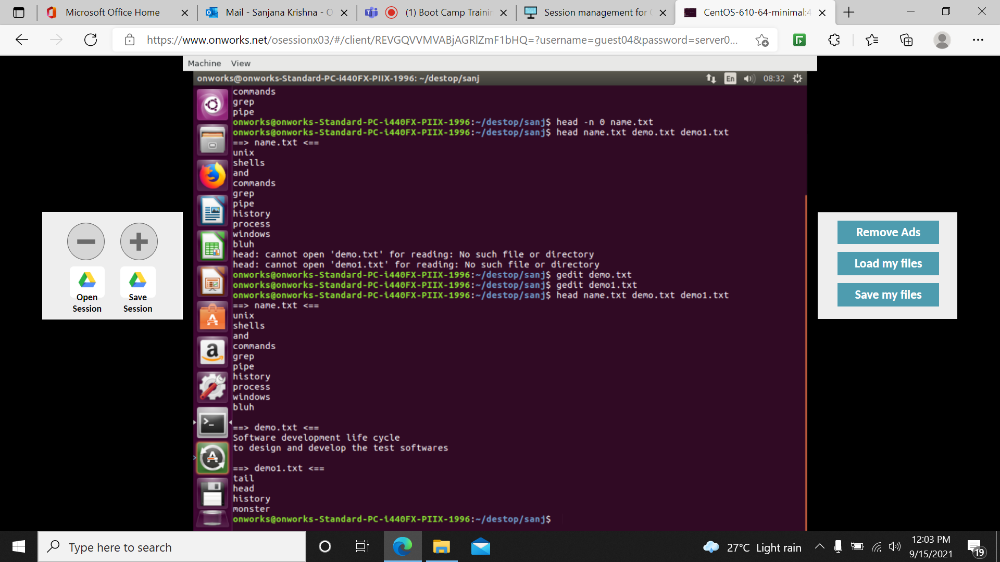 Microsoft Office Home
Mail - Sanjana Krishna - O
(1) Boot Camp Trainin
Session management for
CentOS-610-64-minimal:4
https://www.onworks.net/osessionx03/#/client/REVGQVVMVABjAGRlZmF1bHQ=?username=guest04&password=server0...
Machine View
onworks@onworks-Standard-PC-i440FX-PIIX-1996: ~/destop/sanj
En
08:32
commands
grep
pipe
onworks@onworks-Standard-PC-i440FX-PIIX-1996:~/destop/sanj$ head -n 0 name.txt
onworks@onworks-Standard-PC-i440FX-PIIX-1996:~/destop/sanj$ head name.txt demo.txt demo1.txt
==> name.txt <==
unix
shells
and
commands
grep
pipe
history
process
windows
bluh
head: cannot open 'demo.txt' for reading: No such file or directory
head: cannot open 'demo1.txt' for reading: No such file or directory
onworks@onworks-Standard-PC-i440FX-PIIX-1996:~/destop/sanj$ gedit demo.txt
onworks@onworks-Standard-PC-i440FX-PIIX-1996:~/destop/sanj$ gedit demo1.txt
onworks@onworks-Standard-PC-i440FX-PIIX-1996:~/destop/sanj$ head name.txt demo.txt demo1.txt
==> name.txt <==
unix
shells
and
commands
grep
pipe
history
process
windows
bluh
==> demo.txt <==
Software development life cycle
to design and develop the test softwares
==> demo1.txt <==
tail
head
history
monster
onworks@onworks-Standard-PC-i440FX-PIIX-1996:~/destop/sanj$
Open
Session
Save
Session
Remove Ads
Load my files
Save my files
Type here to search
27°C Light rain
12:03 PM
9/15/2021
19